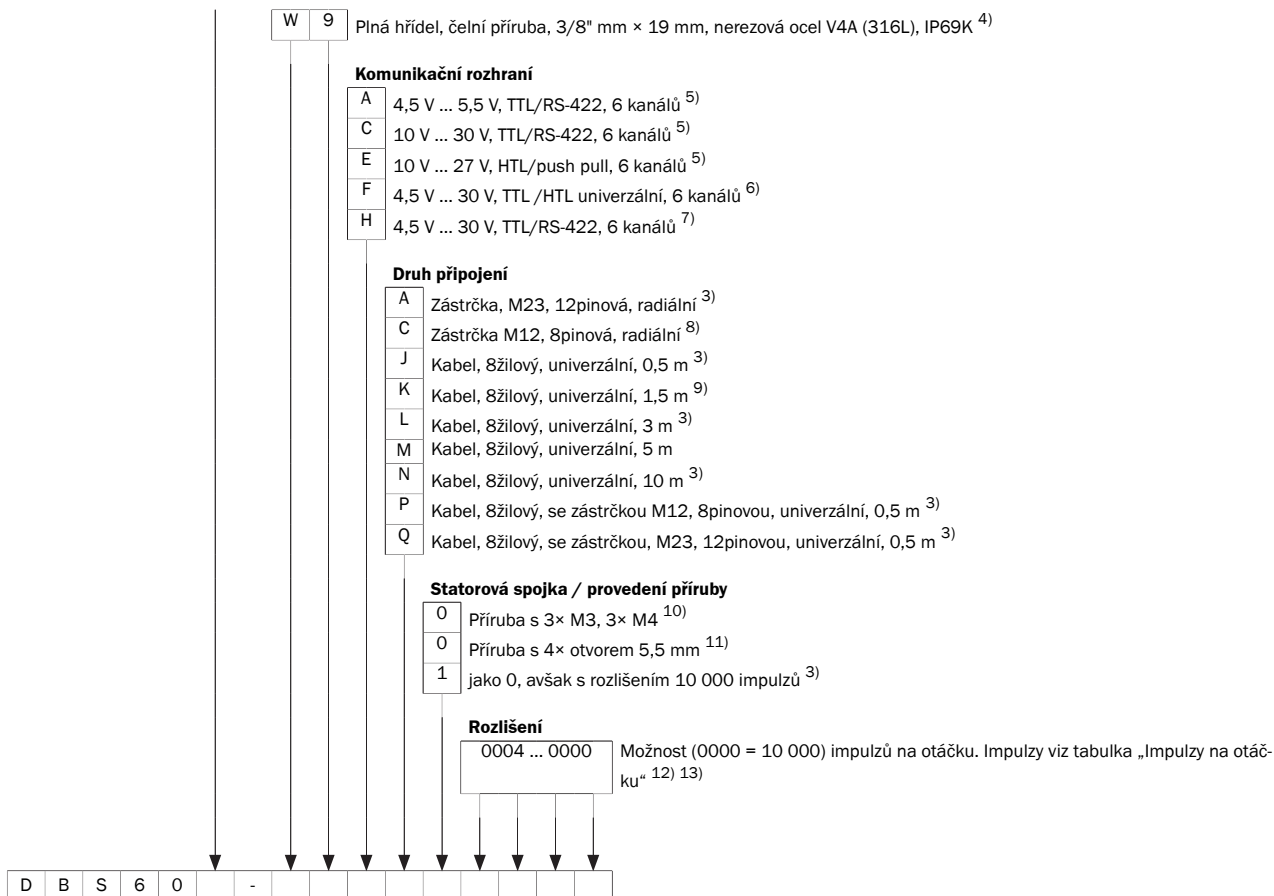 W 9 Plná hřídel, čelní příruba, 3/8" mm × 19 mm, nerezová ocel V4A (316L), IP69K 4)
Komunikační rozhraní
A 4,5 V ... 5,5 V, TTL/RS-422, 6 kanálů 5)
C 10 V ... 30 V, TTL/RS-422, 6 kanálů 5)
E 10 V ... 27 V, HTL/push pull, 6 kanálů 5)
F 4,5 V ... 30 V, TTL /HTL univerzální, 6 kanálů 6)
H 4,5 V ... 30 V, TTL/RS-422, 6 kanálů 7)
Druh připojení
A Zástrčka, M23, 12pinová, radiální 3)
C Zástrčka M12, 8pinová, radiální 8)
J Kabel, 8žilový, univerzální, 0,5 m 3)
K Kabel, 8žilový, univerzální, 1,5 m 9)
L Kabel, 8žilový, univerzální, 3 m 3)
M Kabel, 8žilový, univerzální, 5 m
N Kabel, 8žilový, univerzální, 10 m 3)
P Kabel, 8žilový, se zástrčkou M12, 8pinovou, univerzální, 0,5 m 3)
Q Kabel, 8žilový, se zástrčkou, M23, 12pinovou, univerzální, 0,5 m 3)
Statorová spojka / provedení příruby
0 Příruba s 3× M3, 3× M4 10)
0 Příruba s 4× otvorem 5,5 mm 11)
1 jako 0, avšak s rozlišením 10 000 impulzů 3)
Rozlišení
0004 ... 0000 Možnost (0000 = 10 000) impulzů na otáčku. Impulzy viz tabulka „Impulzy na otáč-
ku“ 12) 13)
D B S 6 0 -